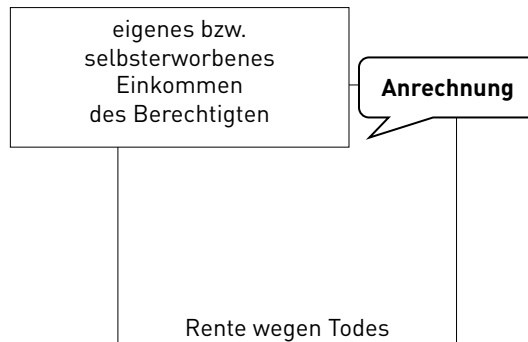 eigenes bzw.
selbsterworbenes
Einkommen
des Berechtigten
Anrechnung
Rente wegen Todes